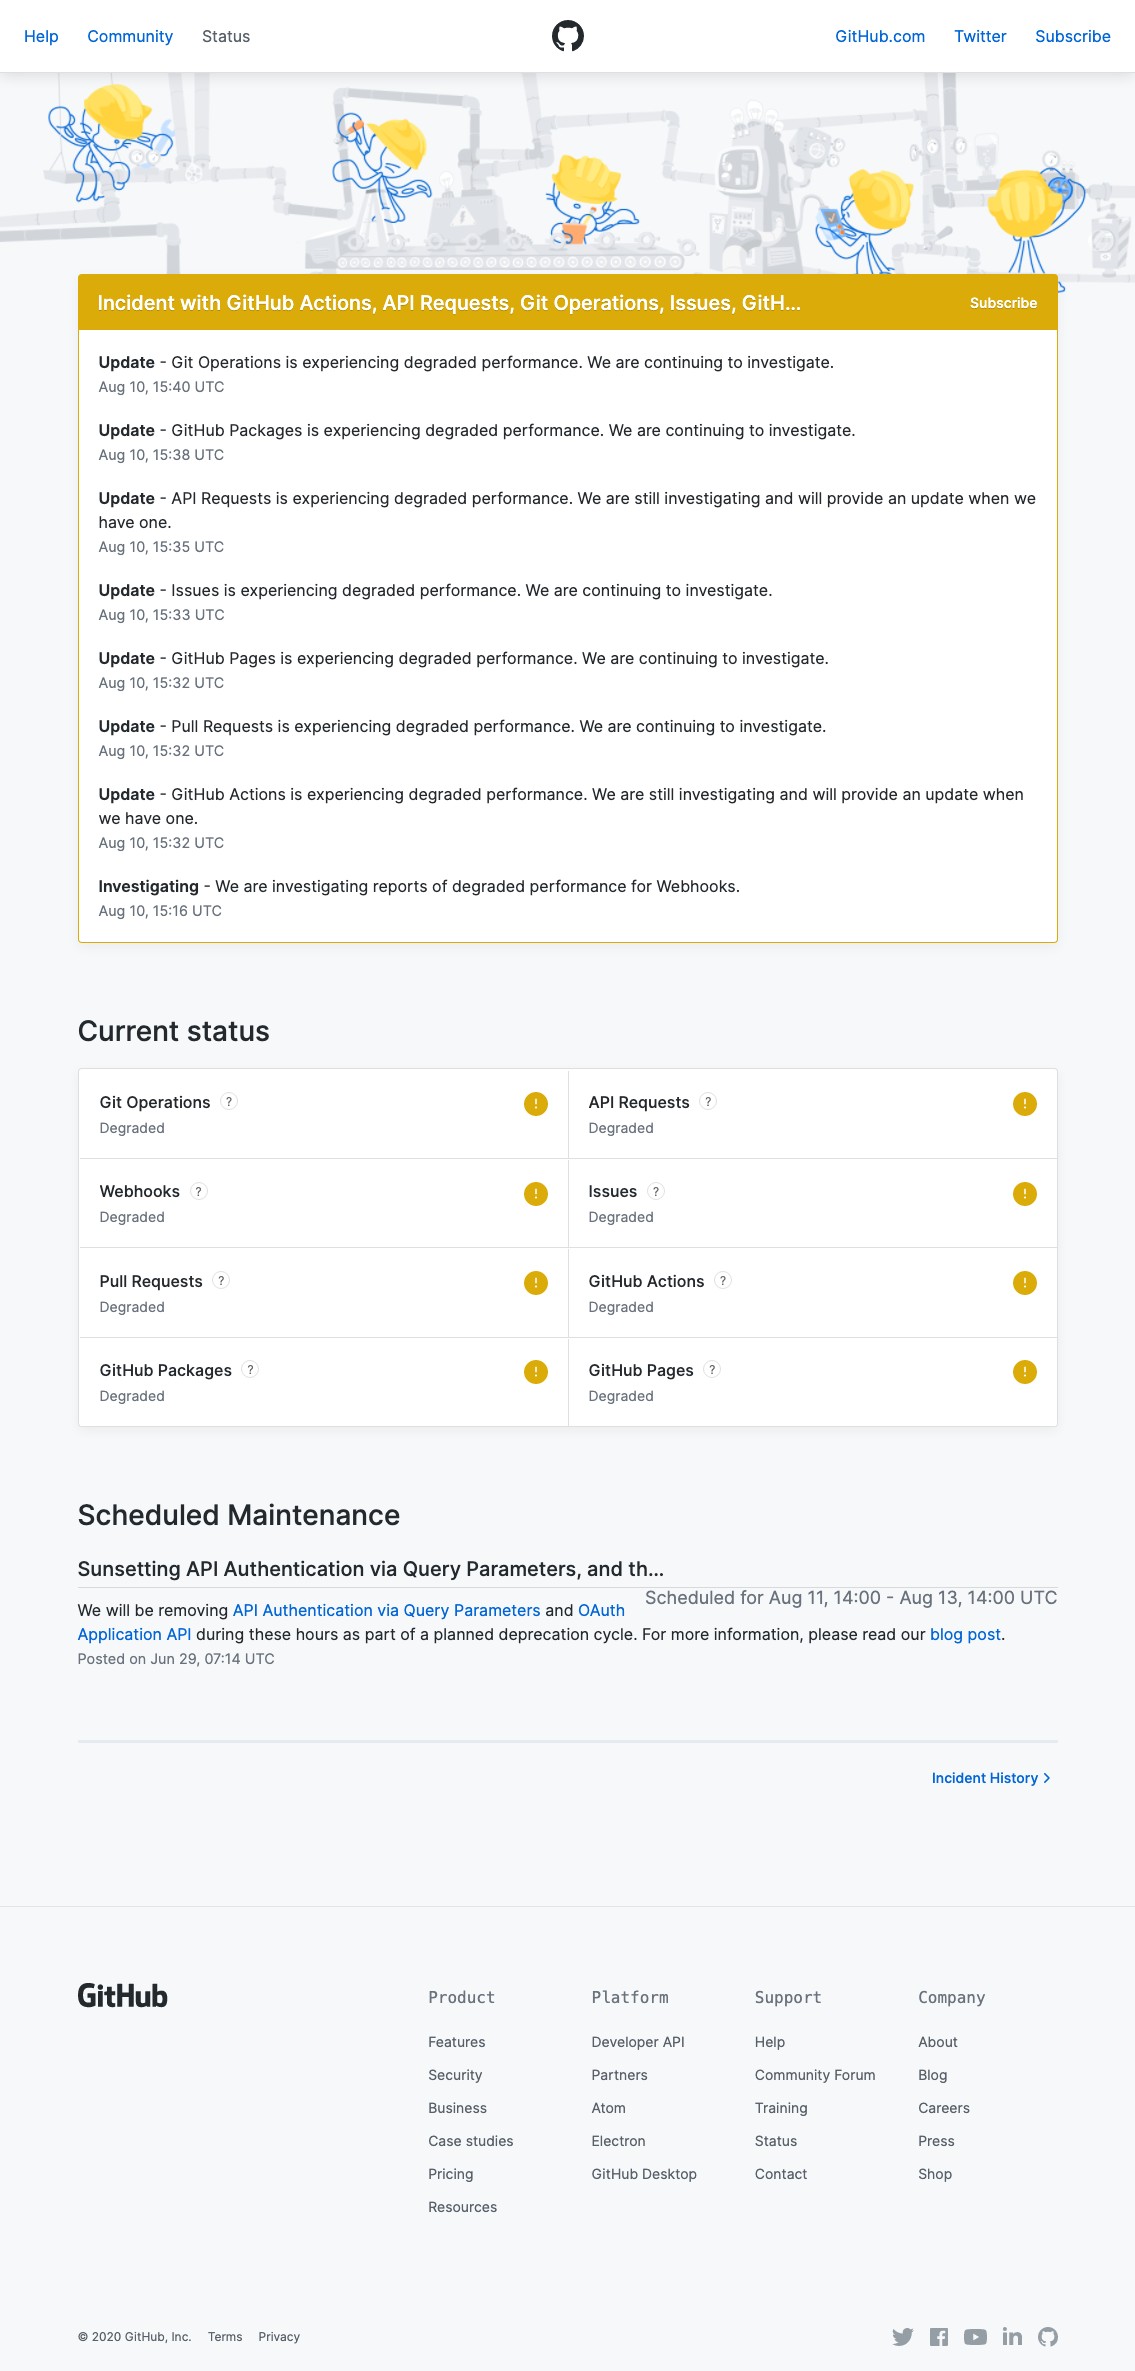 Help Community Status GitHub.com Twitter Subscribe
Incident with GitHub Actions, API Requests, Git Operations, Issues, GitH... Subscribe
Update - Git Operations is experiencing degraded performance. We are continuing to investigate.
Aug 10, 15:40 UTC
Update - GitHub Packages is experiencing degraded performance. We are continuing to investigate.
Aug 10, 15:38 UTC
Update - API Requests is experiencing degraded performance. We are still investigating and will provide an update when we
have one.
Aug 10, 15:35 UTC
Update - Issues is experiencing degraded performance. We are continuing to investigate.
Aug 10, 15:33 UTC
Update - GitHub Pages is experiencing degraded performance. We are continuing to investigate.
Aug 10, 15:32 UTC
Update - Pull Requests is experiencing degraded performance. We are continuing to investigate.
Aug 10, 15:32 UTC
Update - GitHub Actions is experiencing degraded performance. We are still investigating and will provide an update when
we have one.
Aug 10, 15:32 UTC
Investigating - We are investigating reports of degraded performance for Webhooks.
Aug 10, 15:16 UTC
Current status
Git Operations ? !
Degraded
API Requests ? !
Degraded
Webhooks ? !
Degraded
Issues ? !
Degraded
Pull Requests ? !
Degraded
GitHub Actions ? !
Degraded
GitHub Packages ? !
Degraded
GitHub Pages ? !
Degraded
Scheduled Maintenance
Sunsetting API Authentication via Query Parameters, and th...
Scheduled for Aug 11, 14:00 - Aug 13, 14:00 UTC
We will be removing API Authentication via Query Parameters and OAuth
Application API during these hours as part of a planned deprecation cycle. For more information, please read our blog post.
Posted on Jun 29, 07:14 UTC
Incident History
GitHub
Product
Features
Security
Business
Case studies
Pricing
Resources
Platform
Developer API
Partners
Atom
Electron
GitHub Desktop
Support
Help
Community Forum
Training
Status
Contact
Company
About
Blog
Careers
Press
Shop
© 2020 GitHub, Inc. Terms Privacy